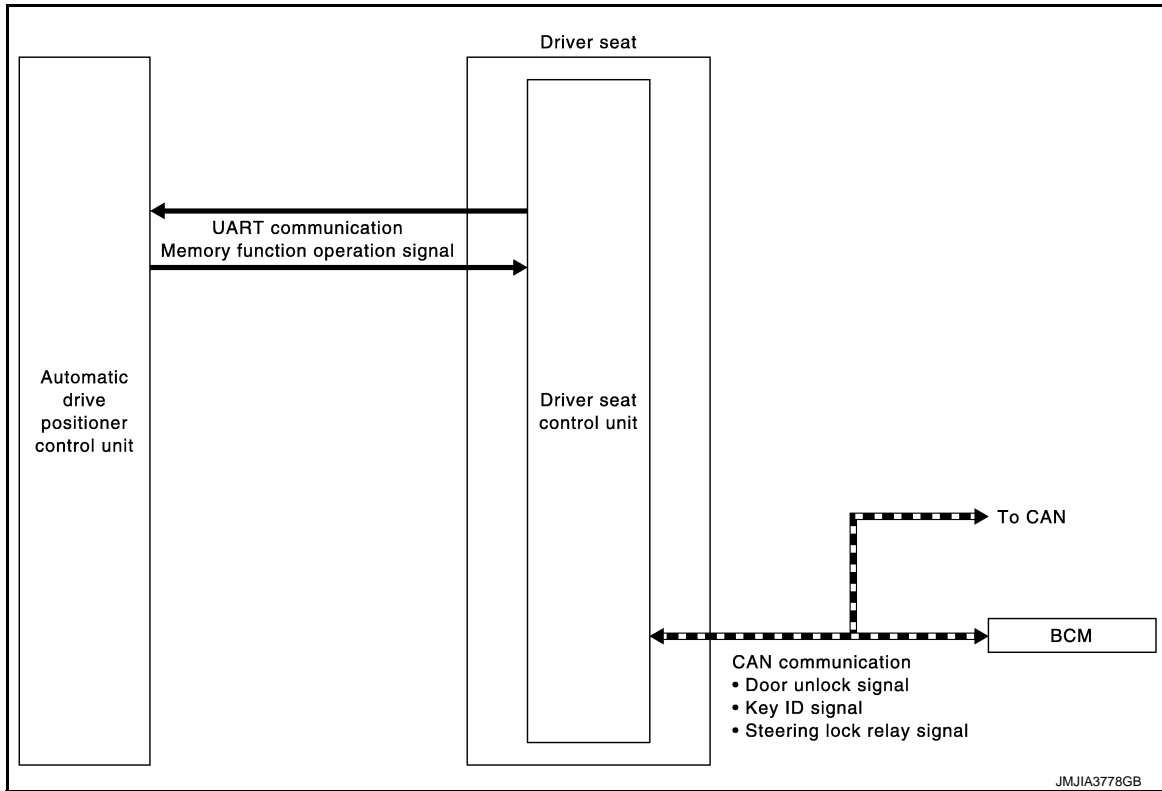 Driver seat
UART communication
Memory function operation signal
Automatic
drive
positioner
control unit
Driver seat
control unit
To CAN
BCM
CAN communication
• Door unlock signal
• Key ID signal
• Steering lock relay signal
JMJIA3778GB